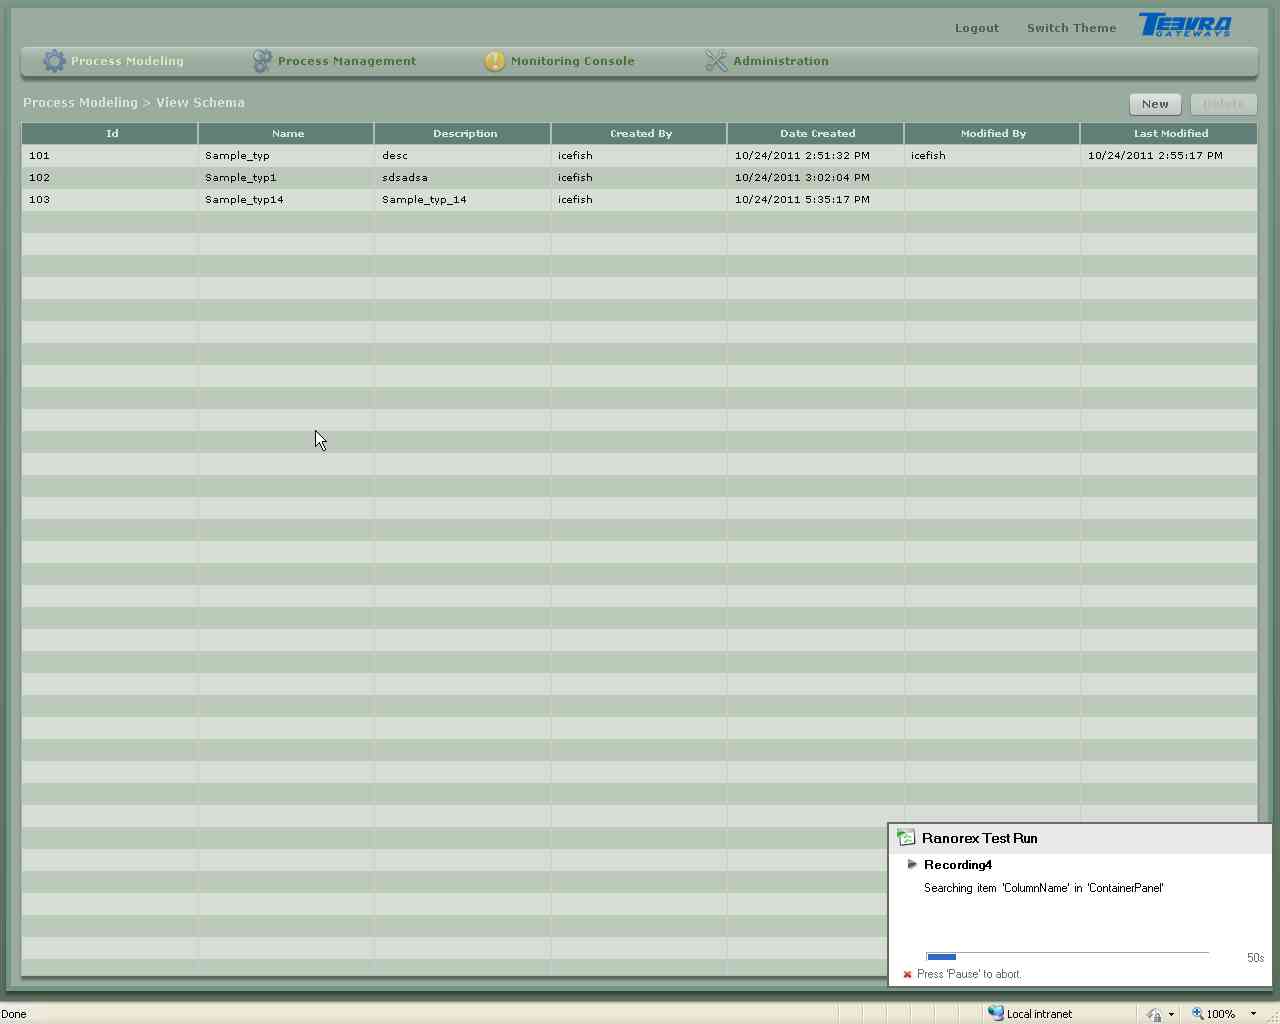 Logout Switch Theme TEEVRA GATEWAYS
Process Modeling Process Management Monitoring Console Administration
Process Modeling > View Schema New Delete
Id Name Description Created By Date Created Modified By Last Modified
101 Sample_typ desc icefish 10/24/2011 2:51:32 PM icefish 10/24/2011 2:55:17 PM
102 Sample_typ1 sdsadsa icefish 10/24/2011 3:02:04 PM
103 Sample_typ14 Sample_typ_14 icefish 10/24/2011 5:35:17 PM
Ranorex Test Run
Recording4
Searching item 'ColumnName' in 'ContainerPanel'
50s
Press 'Pause' to abort.
Done Local intranet 100%